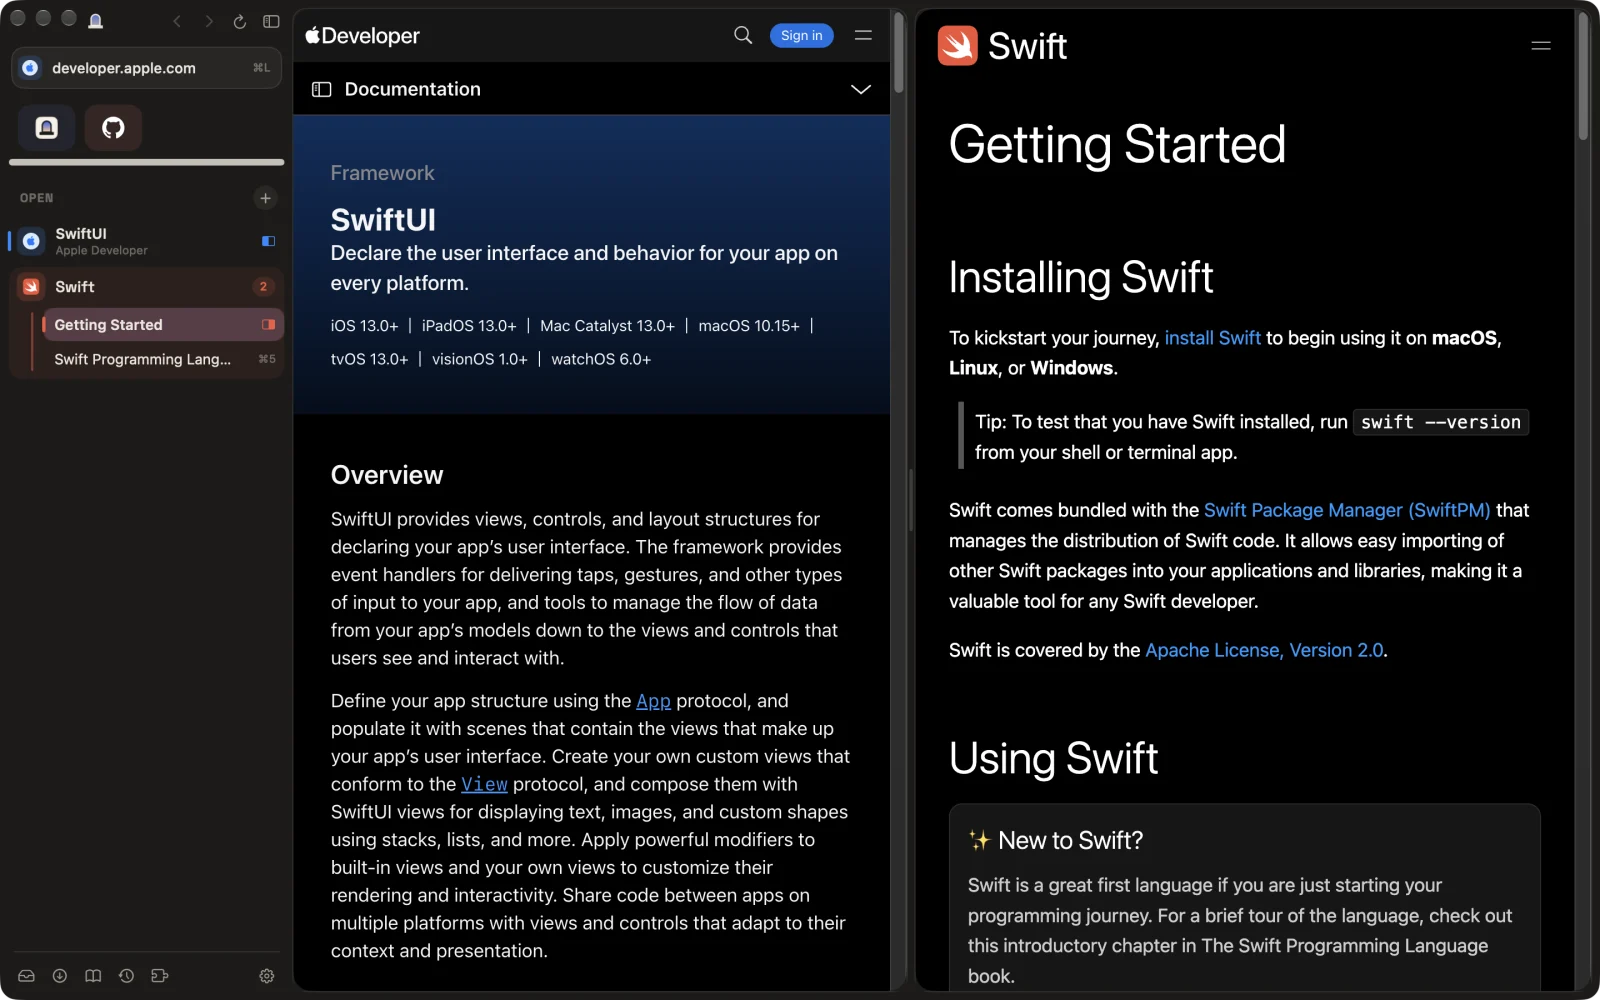 developer.apple.com
⌘L
OPEN
SwiftUI
Apple Developer
Swift
2
Getting Started
Swift Programming Lang...
⌘5
Developer
Sign in
Documentation
Framework
SwiftUI
Declare the user interface and behavior for your app on
every platform.
iOS 13.0+ | iPadOS 13.0+ | Mac Catalyst 13.0+ | macOS 10.15+ |
tvOS 13.0+ | visionOS 1.0+ | watchOS 6.0+
Overview
SwiftUI provides views, controls, and layout structures for
declaring your app’s user interface. The framework provides
event handlers for delivering taps, gestures, and other types
of input to your app, and tools to manage the flow of data
from your app’s models down to the views and controls that
users see and interact with.
Define your app structure using the App protocol, and
populate it with scenes that contain the views that make up
your app’s user interface. Create your own custom views that
conform to the View protocol, and compose them with
SwiftUI views for displaying text, images, and custom shapes
using stacks, lists, and more. Apply powerful modifiers to
built-in views and your own views to customize their
rendering and interactivity. Share code between apps on
multiple platforms with views and controls that adapt to their
context and presentation.
Swift
Getting Started
Installing Swift
To kickstart your journey, install Swift to begin using it on macOS,
Linux, or Windows.
Tip: To test that you have Swift installed, run swift --version
from your shell or terminal app.
Swift comes bundled with the Swift Package Manager (SwiftPM) that
manages the distribution of Swift code. It allows easy importing of
other Swift packages into your applications and libraries, making it a
valuable tool for any Swift developer.
Swift is covered by the Apache License, Version 2.0.
Using Swift
✨ New to Swift?
Swift is a great first language if you are just starting your
programming journey. For a brief tour of the language, check out
this introductory chapter in The Swift Programming Language
book.